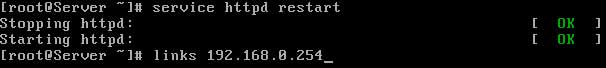 [root@Server ~]# service httpd restart
Stopping httpd: [ OK ]
Starting httpd: [ OK ]
[root@Server ~]# links 192.168.0.254_